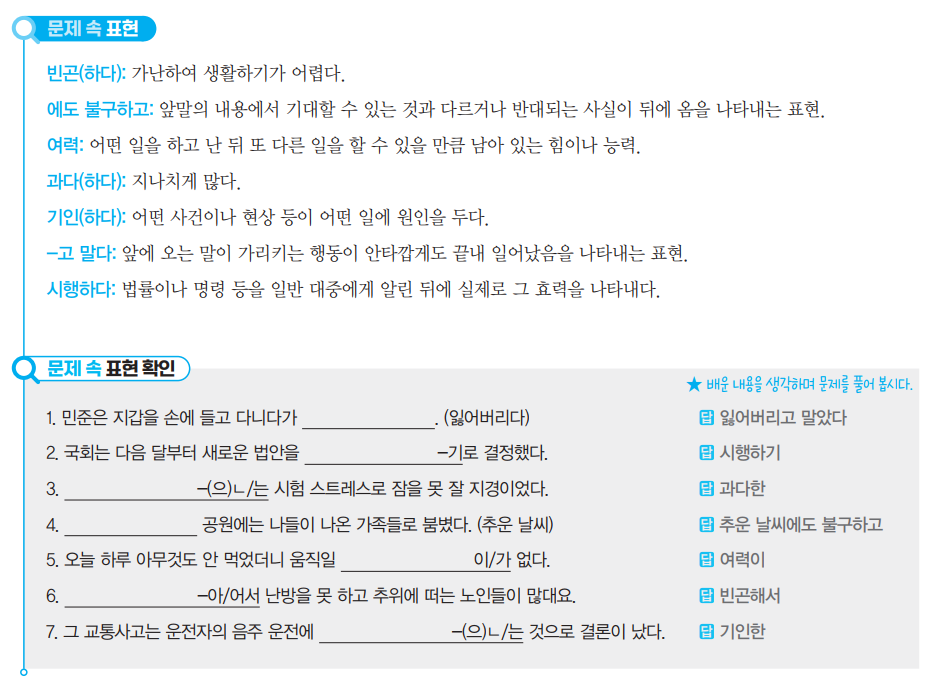 문제 속 표현
빈곤(하다): 가난하여 생활하기가 어렵다.
에도 불구하고: 앞말의 내용에서 기대할 수 있는 것과 다르거나 반대되는 사실이 뒤에 옴을 나타내는 표현.
여력: 어떤 일을 하고 난 뒤 또 다른 일을 할 수 있을 만큼 남아 있는 힘이나 능력.
과다(하다): 지나치게 많다.
기인(하다): 어떤 사건이나 현상 등이 어떤 일에 원인을 두다.
–고 말다: 앞에 오는 말이 가리키는 행동이 안타깝게도 끝내 일어났음을 나타내는 표현.
시행하다: 법률이나 명령 등을 일반 대중에게 알린 뒤에 실제로 그 효력을 나타내다.
문제 속 표현 확인
★ 배운 내용을 생각하며 문제를 풀어 봅시다.
1. 민준은 지갑을 손에 들고 다니다가 ____________. (잃어버리다) 답 잃어버리고 말았다
2. 국회는 다음 달부터 새로운 법안을 ____________–기로 결정했다. 답 시행하기
3. ____________–(으)ㄴ/는 시험 스트레스로 잠을 못 잘 지경이었다. 답 과다한
4. ____________ 공원에는 나들이 나온 가족들로 붐볐다. (추운 날씨) 답 추운 날씨에도 불구하고
5. 오늘 하루 아무것도 안 먹었더니 움직일 ____________이/가 없다. 답 여력이
6. ____________–아/어서 난방을 못 하고 추위에 떠는 노인들이 많대요. 답 빈곤해서
7. 그 교통사고는 운전자의 음주 운전에 ____________–(으)ㄴ/는 것으로 결론이 났다. 답 기인한